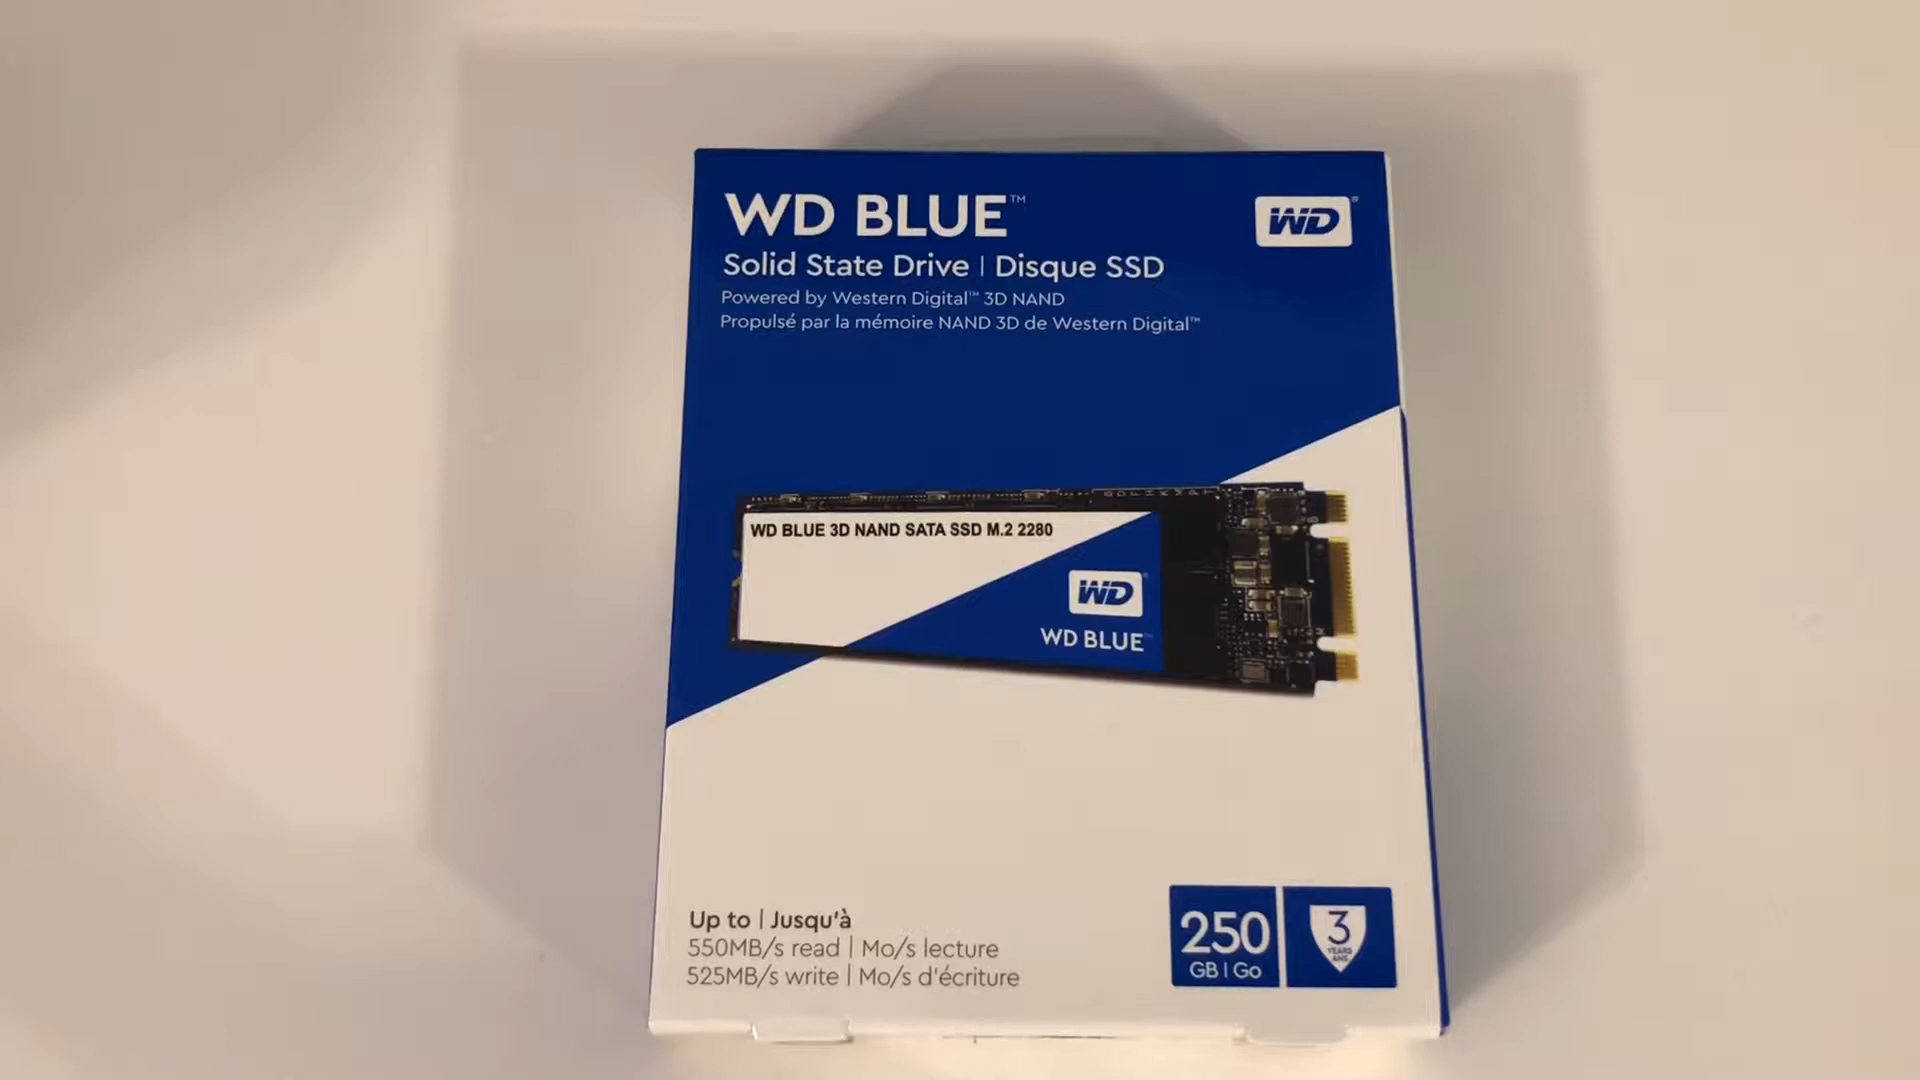 WD BLUE™
WD®
Solid State Drive | Disque SSD
Powered by Western Digital™ 3D NAND
Propulsé par la mémoire NAND 3D de Western Digital™
WD BLUE 3D NAND SATA SSD M.2 2280
WD
WD BLUE™
Up to | Jusqu'à
550MB/s read | Mo/s lecture
525MB/s write | Mo/s d'écriture
250
GB | Go
3
YEARS
ANS